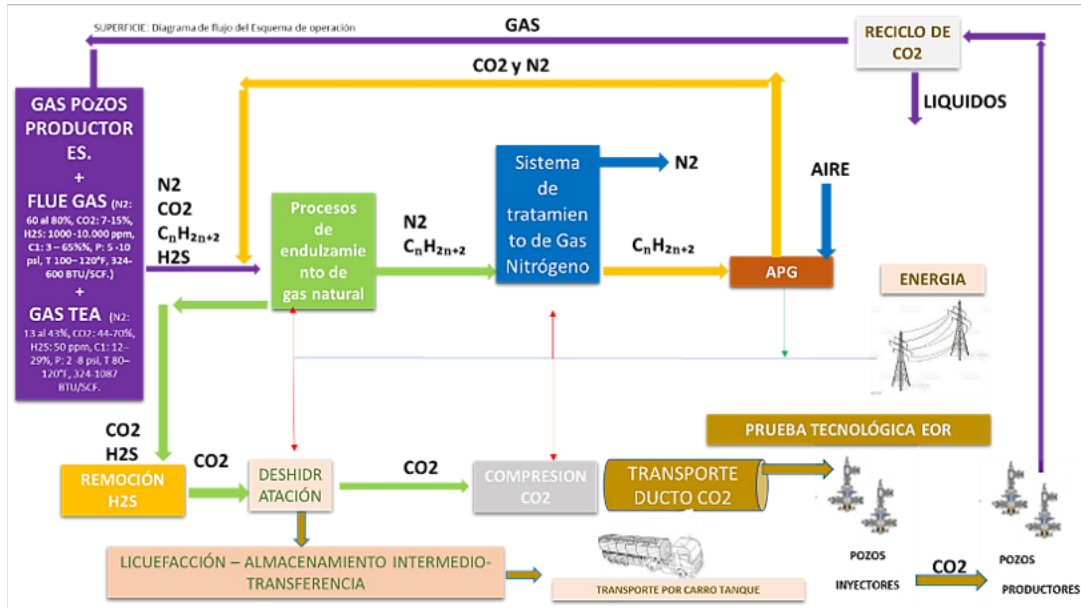 SUPERFICIE: Diagrama de flujo del Esquema de operación
GAS
RECICLO DE
CO2
LIQUIDOS
CO2 y N2
GAS POZOS
PRODUCTOR
ES.
+
FLUE GAS (N2:
60 al 80%, CO2: 7-15%,
H2S: 1000 -10.000 ppm,
C1: 3 – 65%%, P: 5 -10
psl, T 100– 120°F, 324-
600 BTU/SCF.)
+
GAS TEA (N2:
13 al 43%, CO2: 44-70%,
H2S: 50 ppm, C1: 12–
29%, P: 2 -8 psi, T 80–
120°F, 324-1087
BTU/SCF.
N2
CO2
CnH2n+2
H2S
Procesos
de
endulzamie
nto de
gas natural
N2
CnH2n+2
Sistema
de
tratamien
to de Gas
Nitrógeno
N2
CnH2n+2
AIRE
APG
ENERGIA
CO2
H2S
REMOCIÓN
H2S
CO2
DESHIDR
ATACIÓN
CO2
COMPRESION
CO2
TRANSPORTE
DUCTO CO2
PRUEBA TECNOLÓGICA EOR
LICUEFACCIÓN – ALMACENAMIENTO INTERMEDIO-
TRANSFERENCIA
TRANSPORTE POR CARRO TANQUE
POZOS
INYECTORES
CO2
POZOS
PRODUCTORES